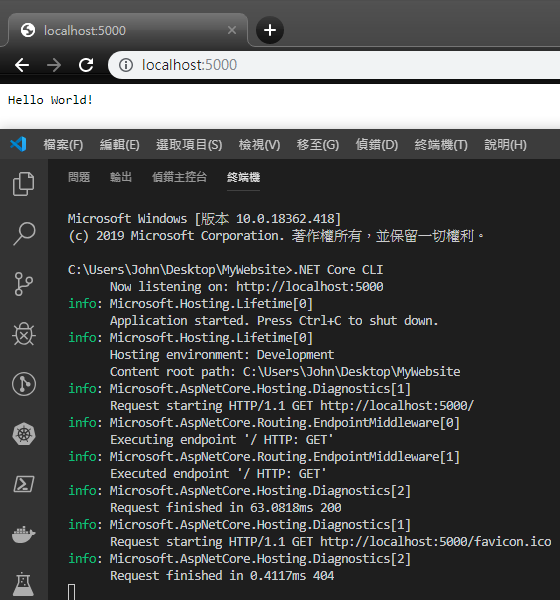 localhost:5000
localhost:5000
Hello World!
檔案(F) 編輯(E) 選取項目(S) 檢視(V) 移至(G) 偵錯(D) 終端機(T) 說明(H)
問題 輸出 偵錯主控台 終端機
Microsoft Windows [版本 10.0.18362.418]
(c) 2019 Microsoft Corporation. 著作權所有，並保留一切權利。
C:\Users\John\Desktop\MyWebsite>.NET Core CLI
Now listening on: http://localhost:5000
info: Microsoft.Hosting.Lifetime[0]
Application started. Press Ctrl+C to shut down.
info: Microsoft.Hosting.Lifetime[0]
Hosting environment: Development
Content root path: C:\Users\John\Desktop\MyWebsite
info: Microsoft.AspNetCore.Hosting.Diagnostics[1]
Request starting HTTP/1.1 GET http://localhost:5000/
info: Microsoft.AspNetCore.Routing.EndpointMiddleware[0]
Executing endpoint '/ HTTP: GET'
info: Microsoft.AspNetCore.Routing.EndpointMiddleware[1]
Executed endpoint '/ HTTP: GET'
info: Microsoft.AspNetCore.Hosting.Diagnostics[2]
Request finished in 63.0818ms 200
info: Microsoft.AspNetCore.Hosting.Diagnostics[1]
Request starting HTTP/1.1 GET http://localhost:5000/favicon.ico
info: Microsoft.AspNetCore.Hosting.Diagnostics[2]
Request finished in 0.4117ms 404